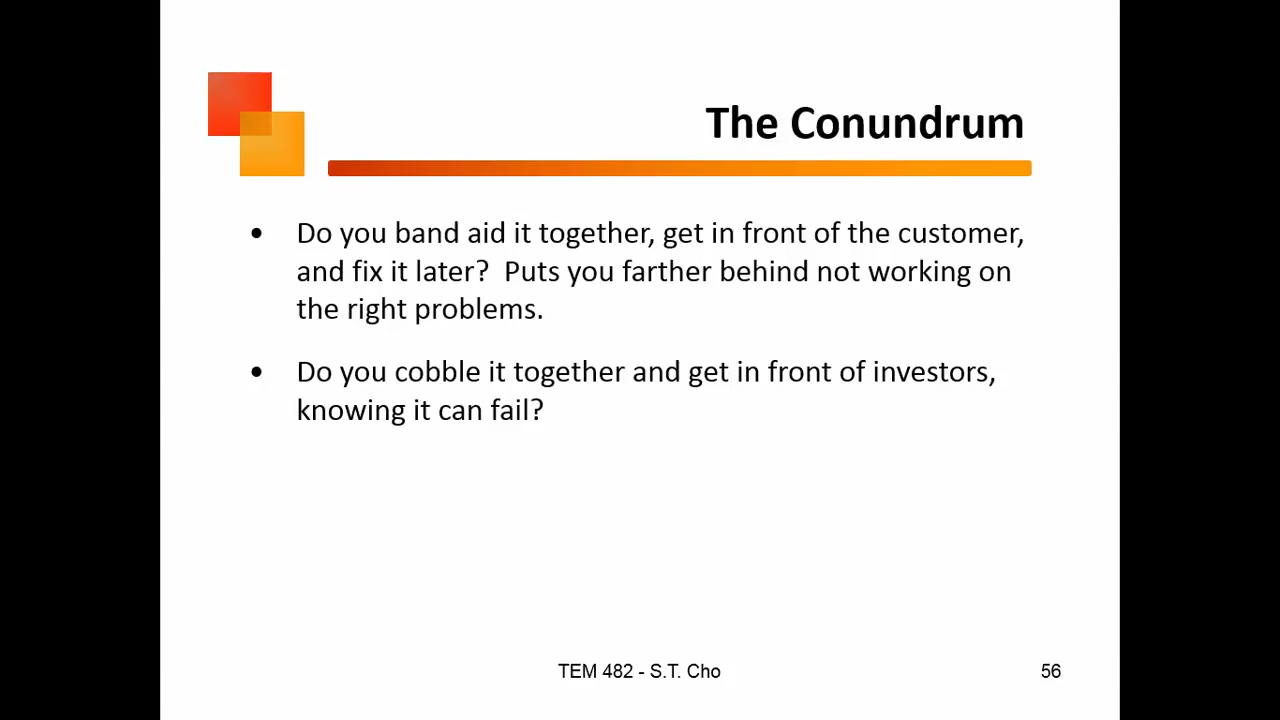 The Conundrum
• Do you band aid it together, get in front of the customer,
and fix it later?  Puts you farther behind not working on
the right problems.
• Do you cobble it together and get in front of investors,
knowing it can fail?
TEM 482 - S.T. Cho
56